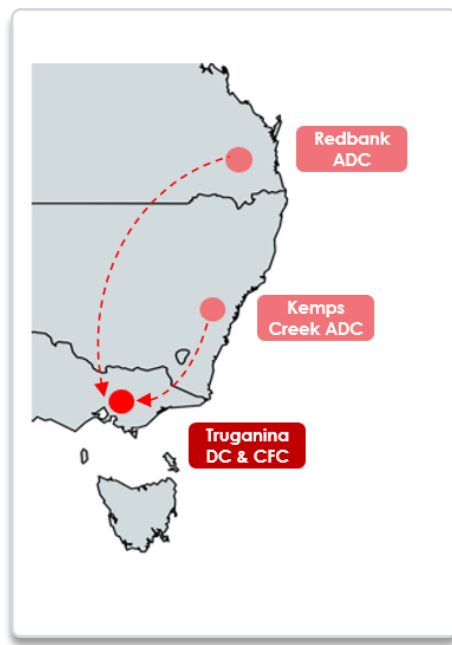 Redbank
ADC
Kemps
Creek ADC
Truganina
DC & CFC